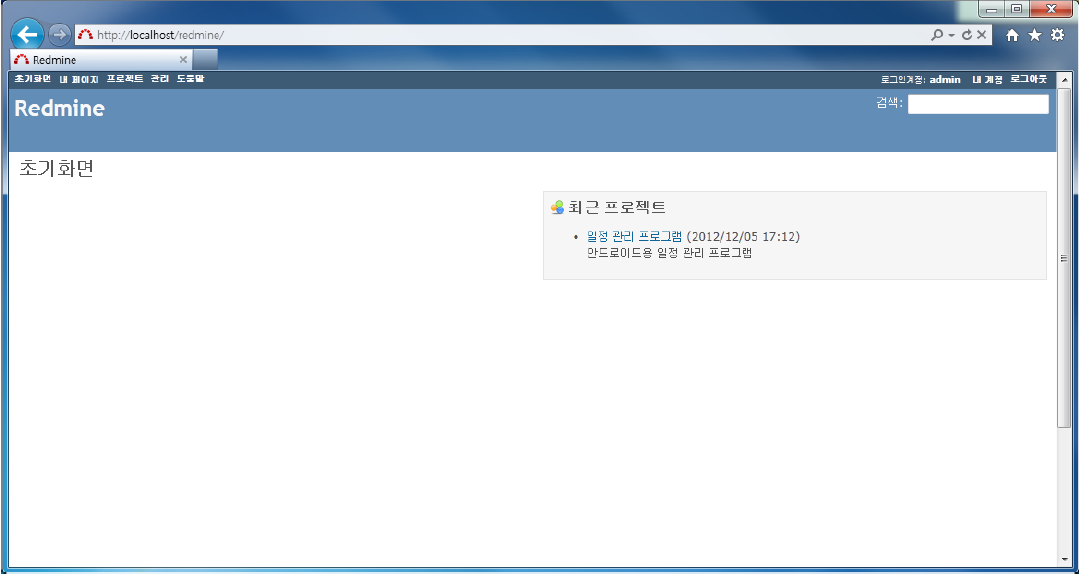 http://localhost/redmine/
Redmine
초기화면 내 페이지 프로젝트 관리 도움말
로그인계정: admin 내 계정 로그아웃
Redmine
검색:
초기화면
최근 프로젝트
• 일정 관리 프로그램 (2012/12/05 17:12)
안드로이드용 일정 관리 프로그램